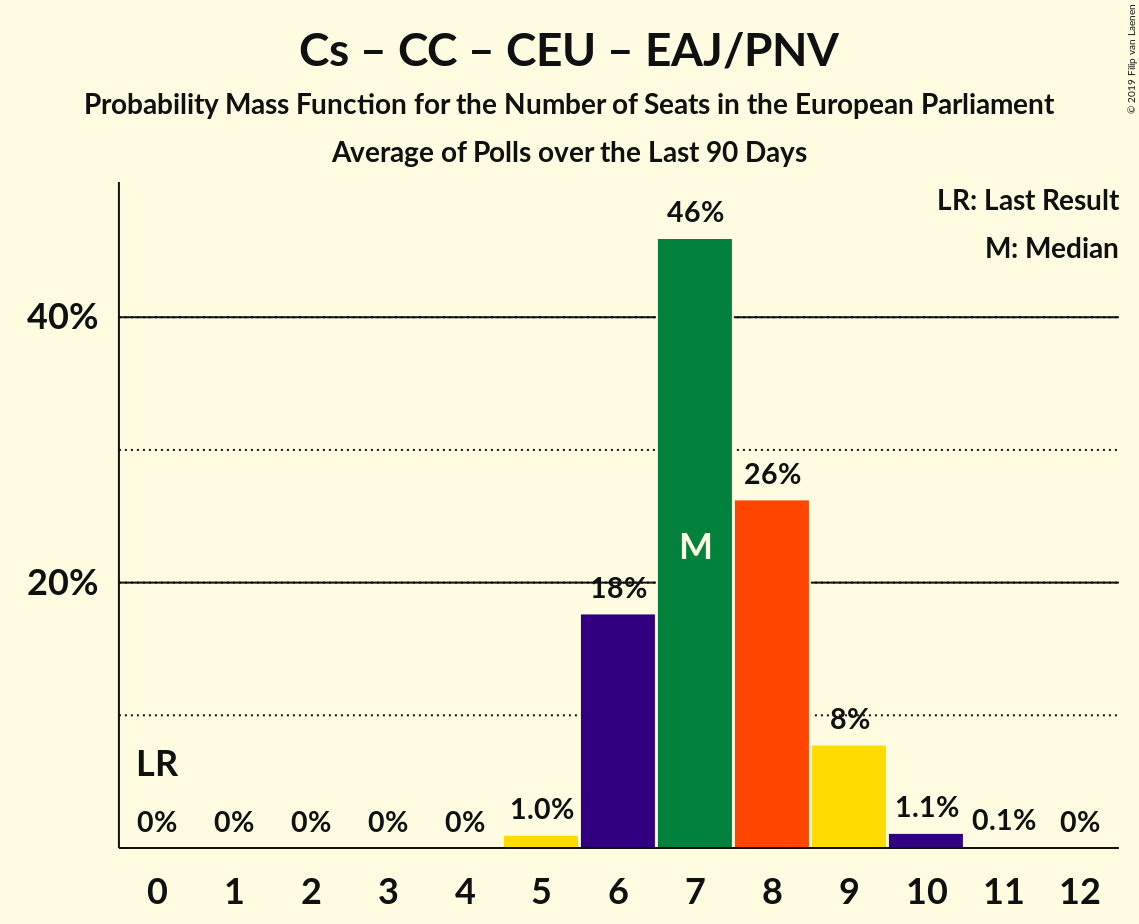 Cs – CC – CEU – EAJ/PNV
Probability Mass Function for the Number of Seats in the European Parliament
Average of Polls over the Last 90 Days
© 2019 Filip van Laenen
LR: Last Result
M: Median
46%
40%
26%
M
20%
18%
8%
LR
0% 0% 0% 0% 0% 1.0% 1.1% 0.1% 0%
0 1 2 3 4 5 6 7 8 9 10 11 12